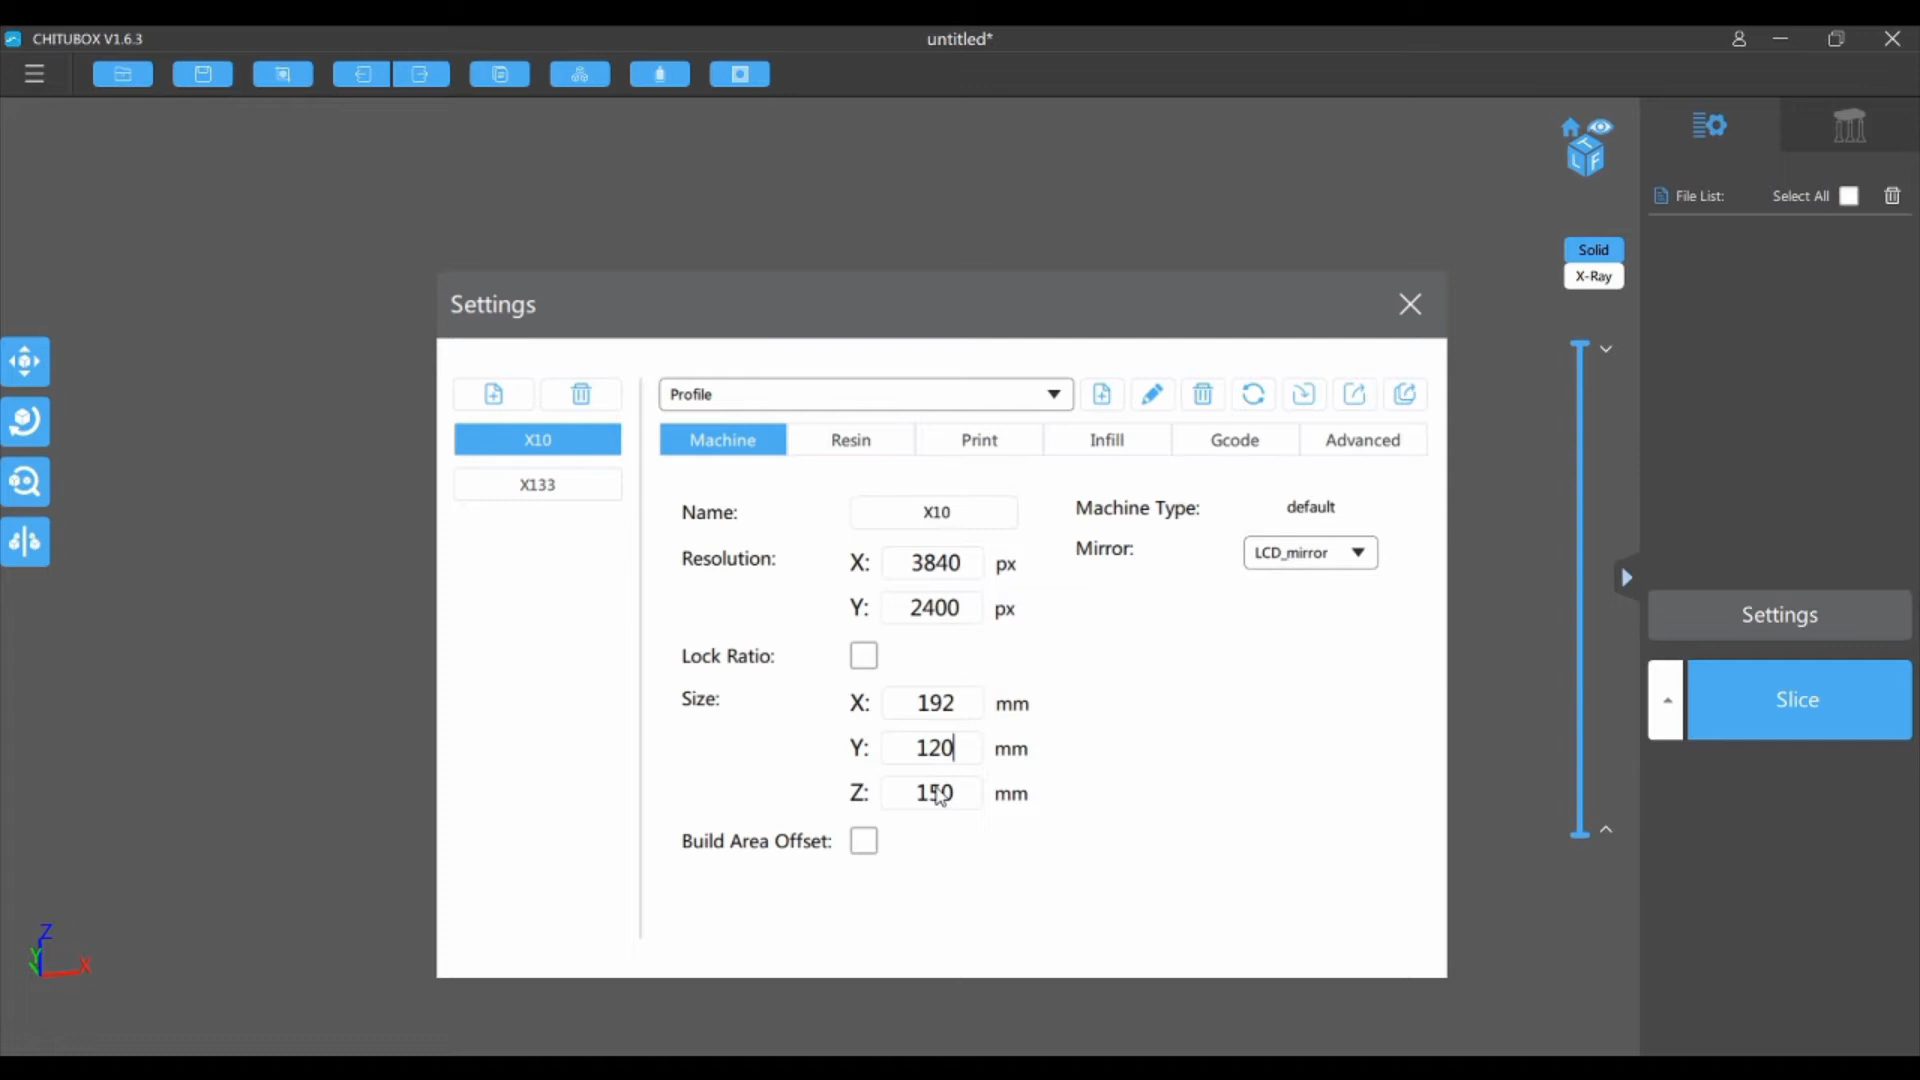 CHITUBOX V1.6.3
untitled*
File List:
Select All
T
L F
Solid
X-Ray
Settings
Profile
X10
X133
Machine
Resin
Print
Infill
Gcode
Advanced
Name:
X10
Machine Type:
default
Resolution:
X: 3840 px
Mirror:
LCD_mirror
Y: 2400 px
Lock Ratio:
Size:
X: 192 mm
Y: 120 mm
Z: 150 mm
Build Area Offset:
Settings
Slice
Z
Y
X